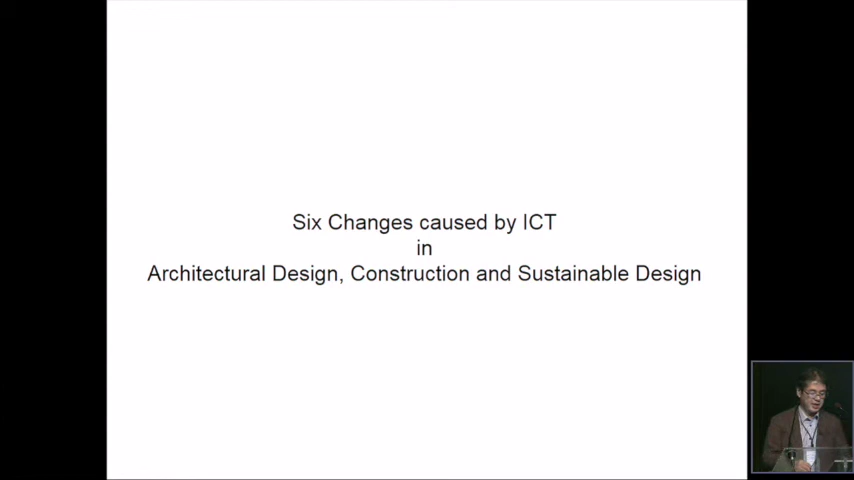 Six Changes caused by ICT
in
Architectural Design, Construction and Sustainable Design